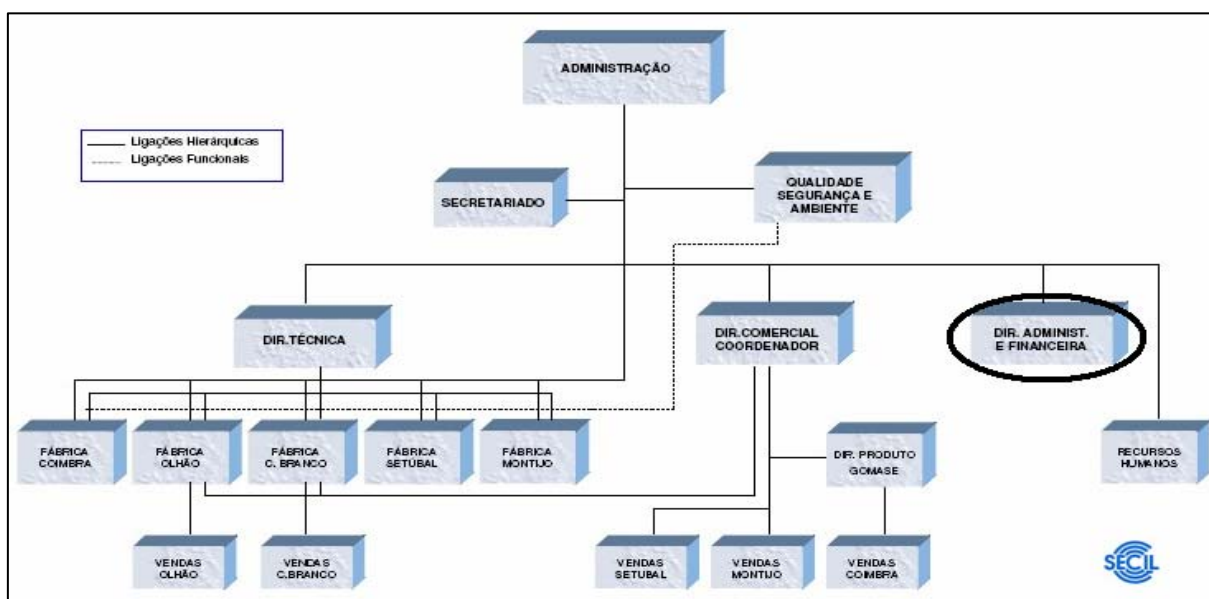 ADMINISTRAÇÃO
Ligações Hierárquicas
Ligações Funcionais
SECRETARIADO
QUALIDADE
SEGURANÇA E
AMBIENTE
DIR.TÉCNICA
DIR.COMERCIAL
COORDENADOR
DIR. ADMINIST.
E FINANCEIRA
FÁBRICA
COIMBRA
FÁBRICA
OLHÃO
FÁBRICA
C. BRANCO
FÁBRICA
SETÚBAL
FÁBRICA
MONTIJO
DIR. PRODUTO
GOMASE
RECURSOS
HUMANOS
VENDAS
OLHÃO
VENDAS
C.BRANCO
VENDAS
SETUBAL
VENDAS
MONTIJO
VENDAS
COIMBRA
SECIL